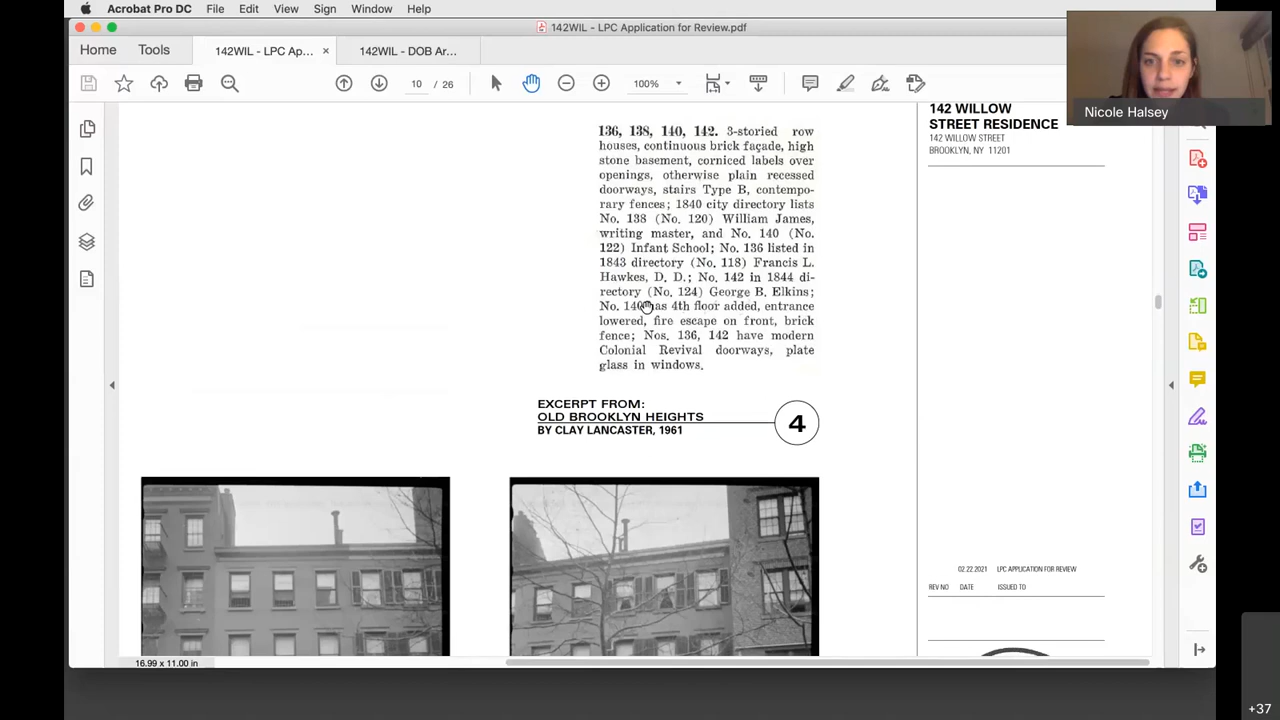 Acrobat Pro DC File Edit View Sign Window Help
142WIL - LPC Application for Review.pdf
Home Tools 142WIL - LPC Ap... × 142WIL - DOB Ar...
10 / 26 100%
Nicole Halsey
136, 138, 140, 142. 3-storied row
houses, continuous brick façade, high
stone basement, corniced labels over
openings, otherwise plain recessed
doorways, stairs Type B, contempo-
rary fences; 1840 city directory lists
No. 138 (No. 120) William James,
writing master, and No. 140 (No.
122) Infant School; No. 136 listed in
1843 directory (No. 118) Francis L.
Hawkes, D. D.; No. 142 in 1844 di-
rectory (No. 124) George B. Elkins;
No. 140 has 4th floor added, entrance
lowered, fire escape on front, brick
fence; Nos. 136, 142 have modern
Colonial Revival doorways, plate
glass in windows.
EXCERPT FROM:
OLD BROOKLYN HEIGHTS
BY CLAY LANCASTER, 1961
4
142 WILLOW
STREET RESIDENCE
142 WILLOW STREET
BROOKLYN, NY 11201
02.22.2021 LPC APPLICATION FOR REVIEW
REV NO DATE ISSUED TO
16.99 x 11.00 in
+37